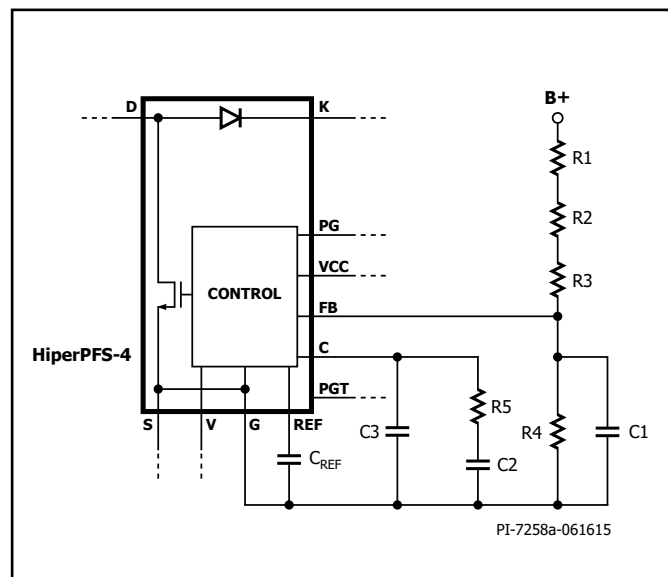 D
K
B+
R1
R2
R3
PG
VCC
CONTROL
FB
HiperPFS-4
C
PGT
S
V
G
REF
R5
C3
R4
C1
C2
C_REF
PI-7258a-061615